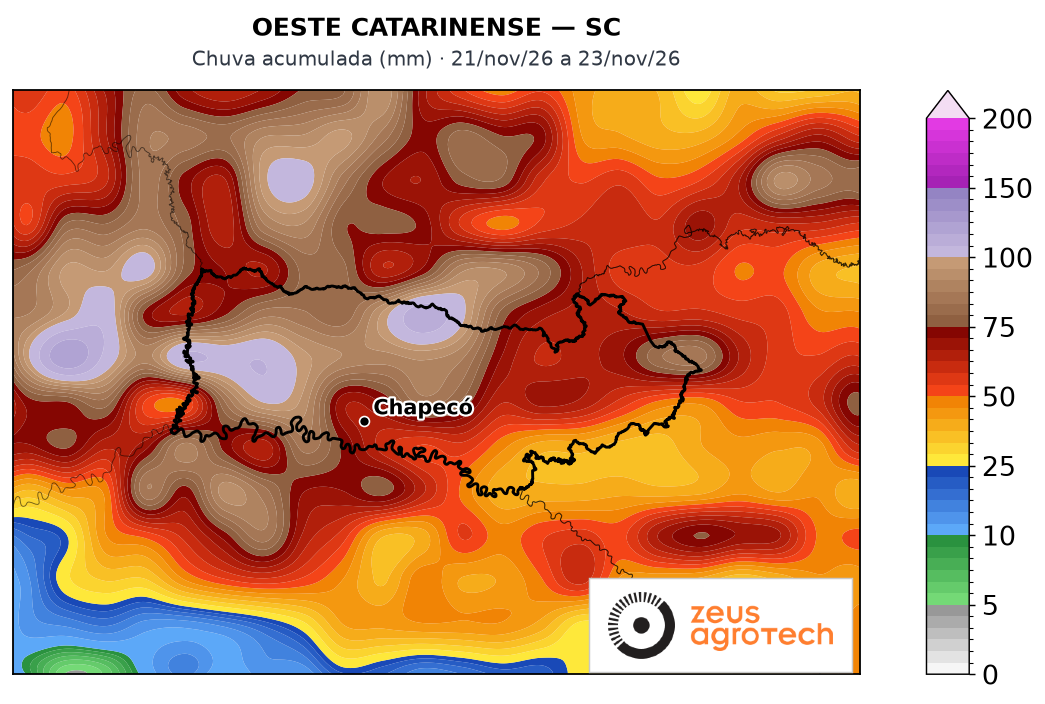 OESTE CATARINENSE — SC
Chuva acumulada (mm) · 21/nov/26 a 23/nov/26
Chapecó
200
150
100
75
50
25
10
5
0
zeus
agrotech